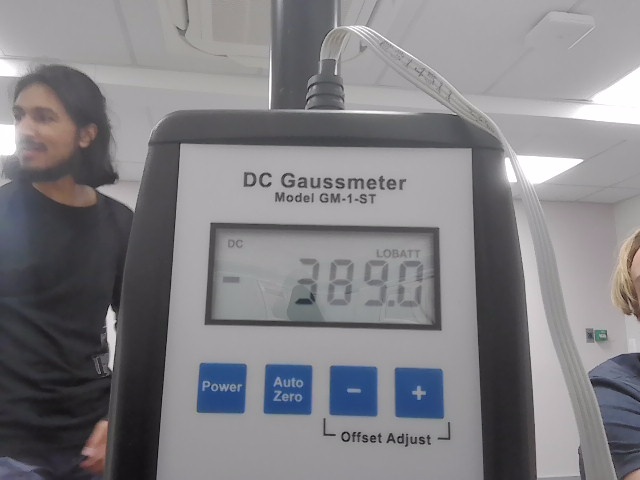 DC Gaussmeter
Model GM-1-ST
DC
LOBATT
- 389.0
Power
Auto
Zero
-
+
Offset Adjust